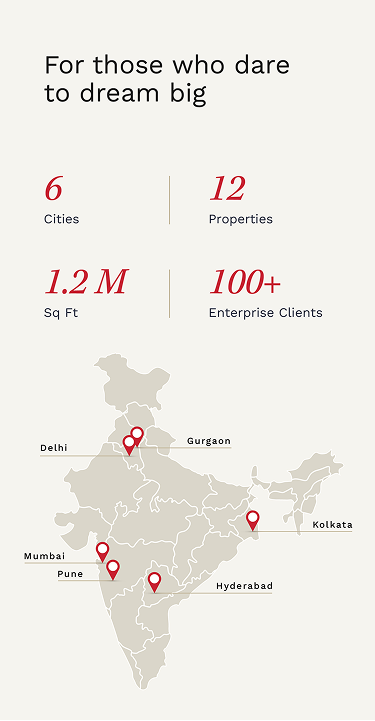 For those who dare
to dream big
6
12
Cities
Properties
1.2 M
100+
Sq Ft
Enterprise Clients
Gurgaon
Delhi
Kolkata
Mumbai
Pune
Hyderabad